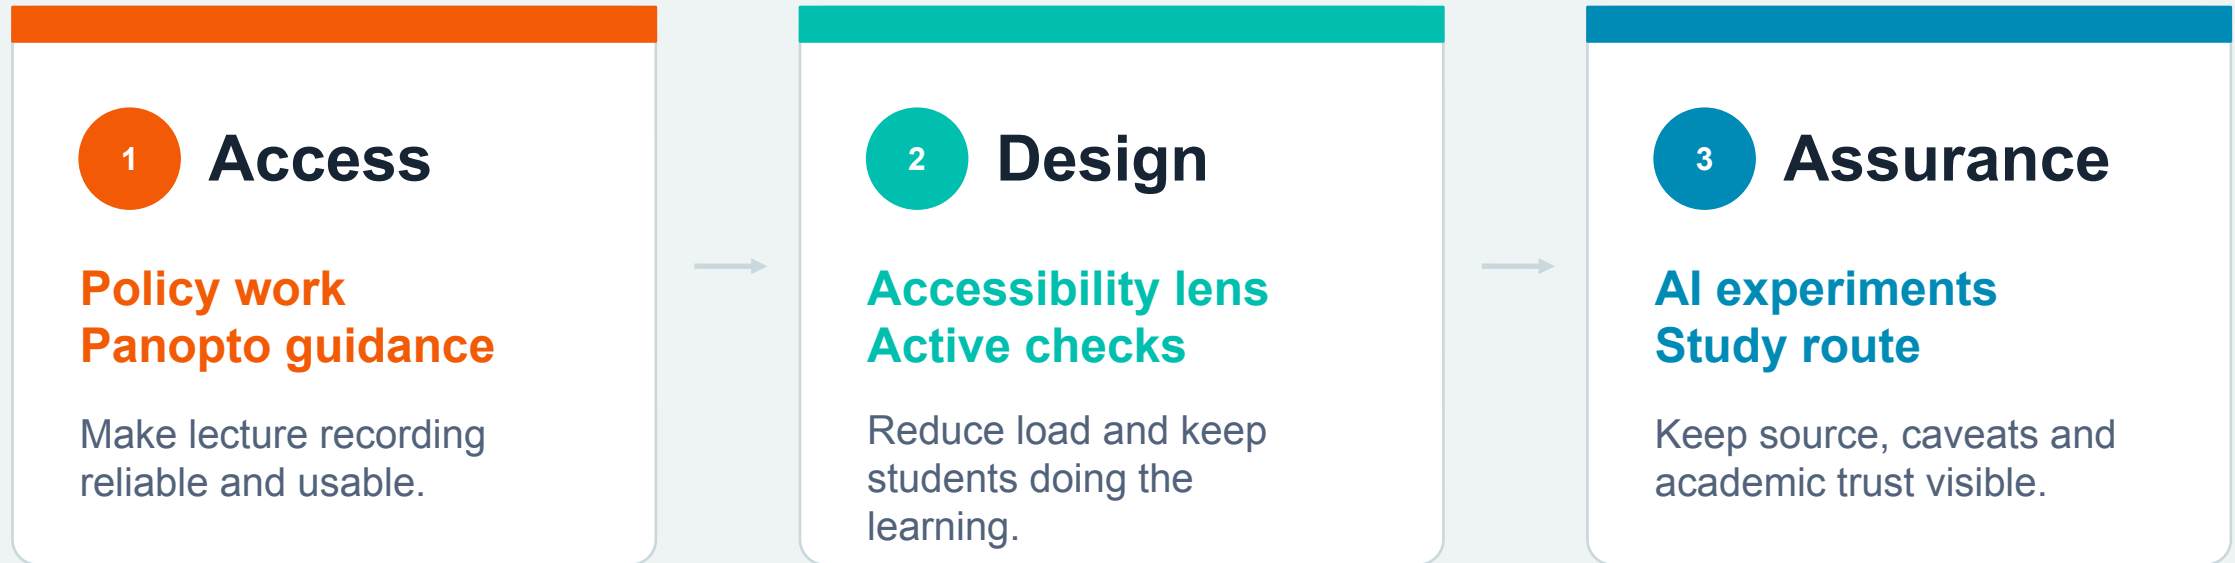 1
Access
Policy work
Panopto guidance
Make lecture recording
reliable and usable.
2
Design
Accessibility lens
Active checks
Reduce load and keep
students doing the
learning.
3
Assurance
AI experiments
Study route
Keep source, caveats and
academic trust visible.